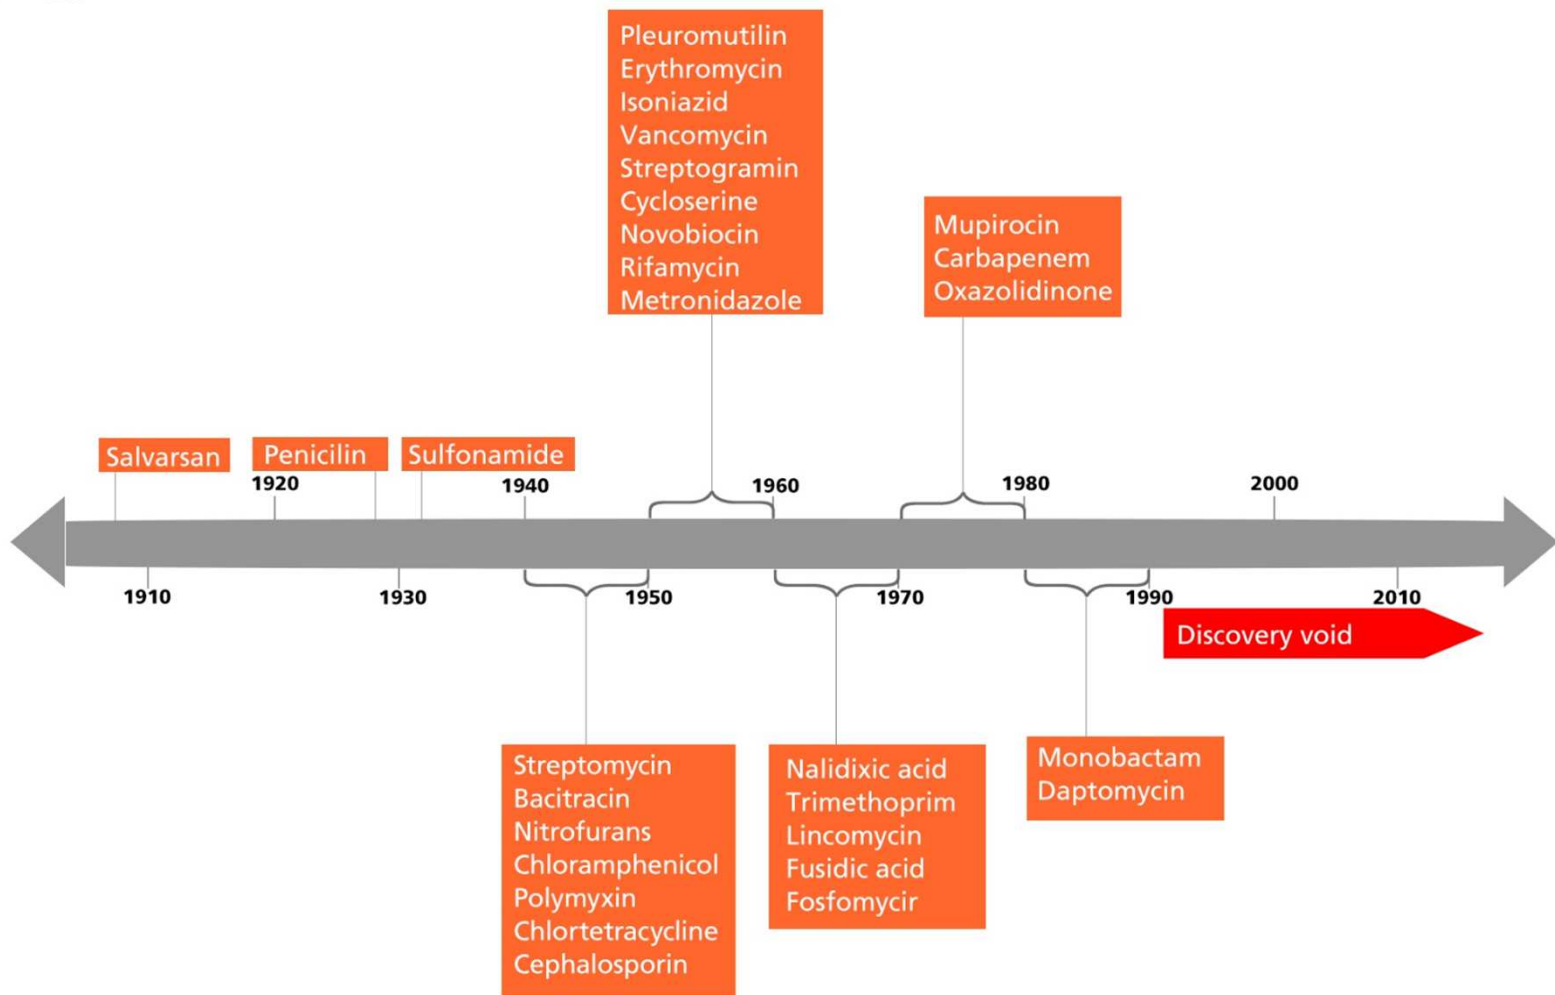 Pleuromutilin
Erythromycin
Isoniazid
Vancomycin
Streptogramin
Cycloserine
Novobiocin
Rifamycin
Metronidazole
Mupirocin
Carbapenem
Oxazolidinone
Salvarsan
Penicilin
Sulfonamide
1920
1940
1960
1980
2000
1910
1930
1950
1970
1990
2010
Discovery void
Streptomycin
Bacitracin
Nitrofurans
Chloramphenicol
Polymyxin
Chlortetracycline
Cephalosporin
Nalidixic acid
Trimethoprim
Lincomycin
Fusidic acid
Fosfomycir
Monobactam
Daptomycin